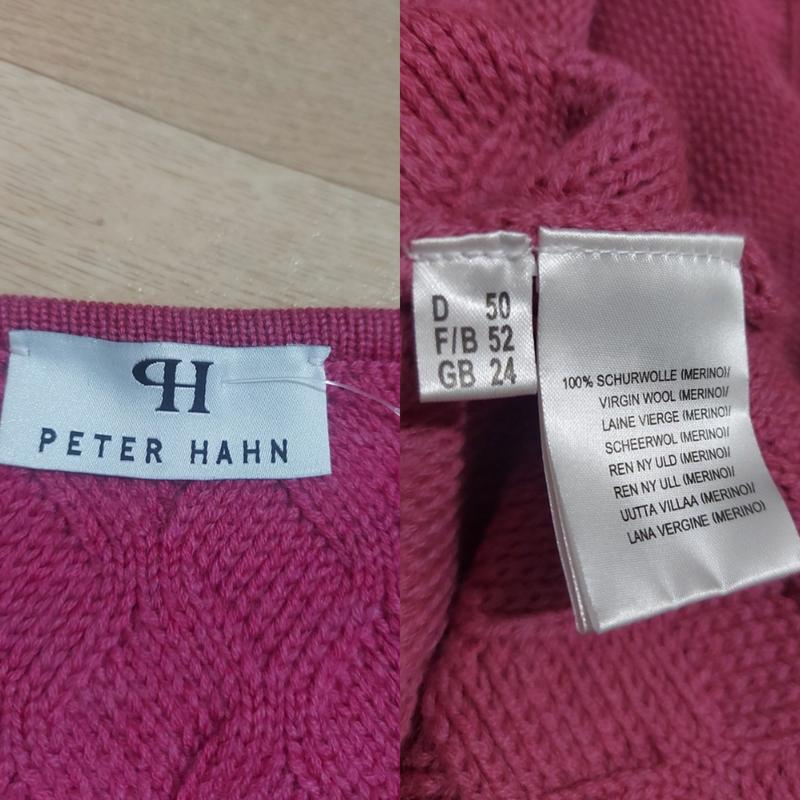 PH
PETER HAHN
D 50
F/B 52
GB 24
100% SCHURWOLLE (MERINO)/
VIRGIN WOOL (MERINO)/
LAINE VIERGE (MERINO)/
SCHEERWOL (MERINO)/
REN NY ULD (MERINO)/
REN NY ULL (MERINO)/
UUTTA VILLAA (MERINO)/
LANA VERGINE (MERINO)